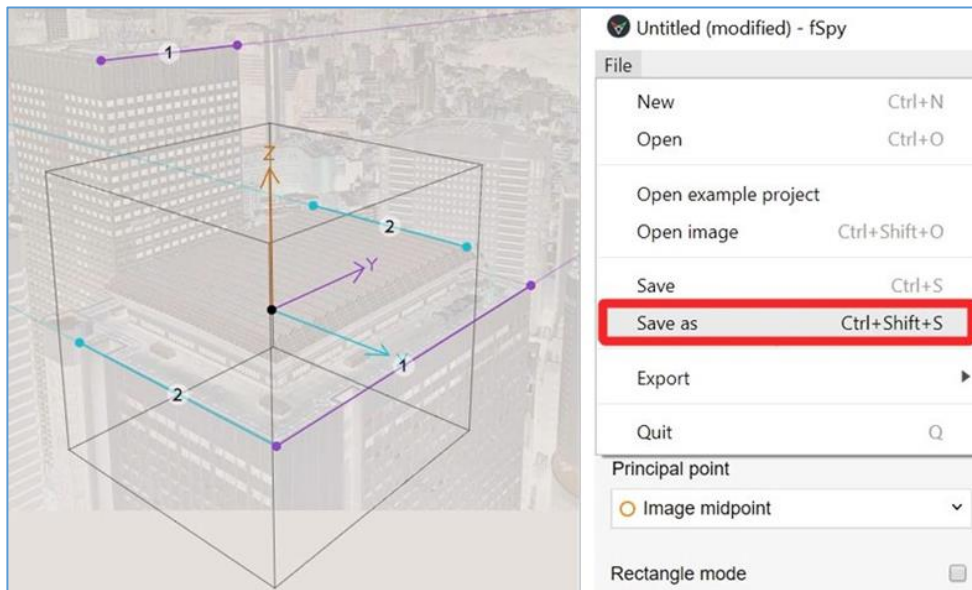 1
Z
2
Y
X
1
2
Untitled (modified) - fSpy
File
New Ctrl+N
Open Ctrl+O
Open example project
Open image Ctrl+Shift+O
Save Ctrl+S
Save as Ctrl+Shift+S
Export
Quit Q
Principal point
Image midpoint
Rectangle mode